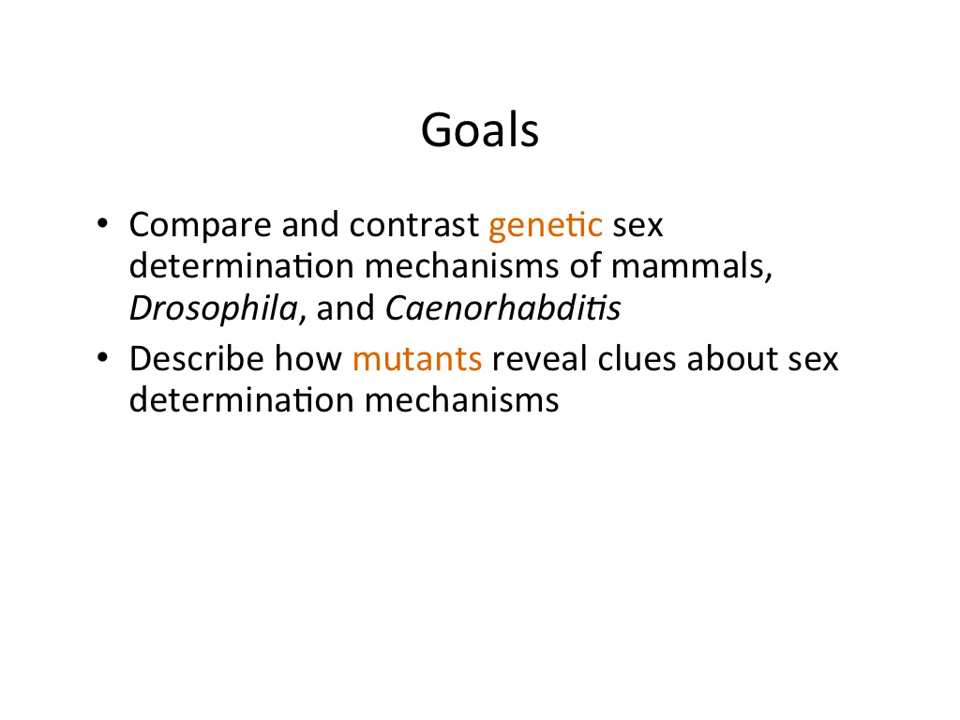 Goals
• Compare and contrast genetic sex
determination mechanisms of mammals,
Drosophila, and Caenorhabditis
• Describe how mutants reveal clues about sex
determination mechanisms